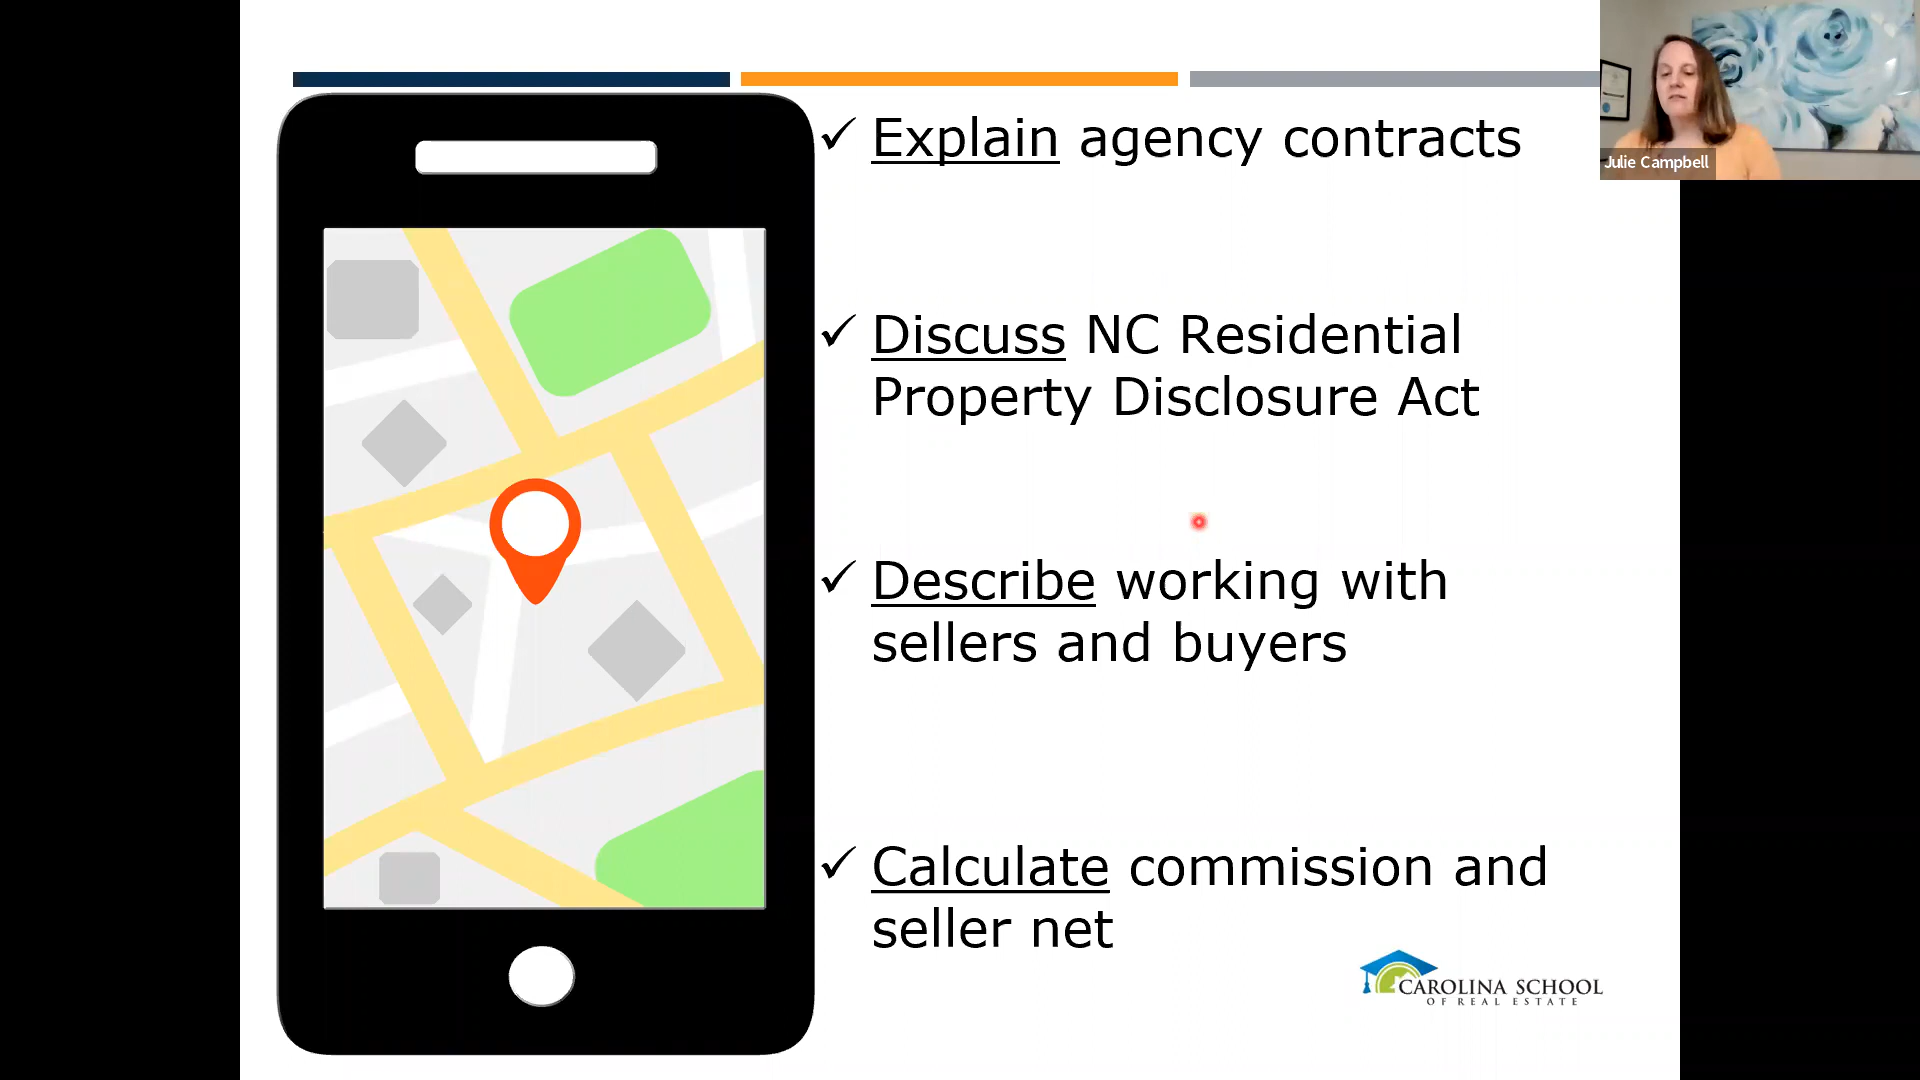 Explain agency contracts
Discuss NC Residential
Property Disclosure Act
Describe working with
sellers and buyers
Calculate commission and
seller net
CAROLINA SCHOOL
OF REAL ESTATE
Julie Campbell